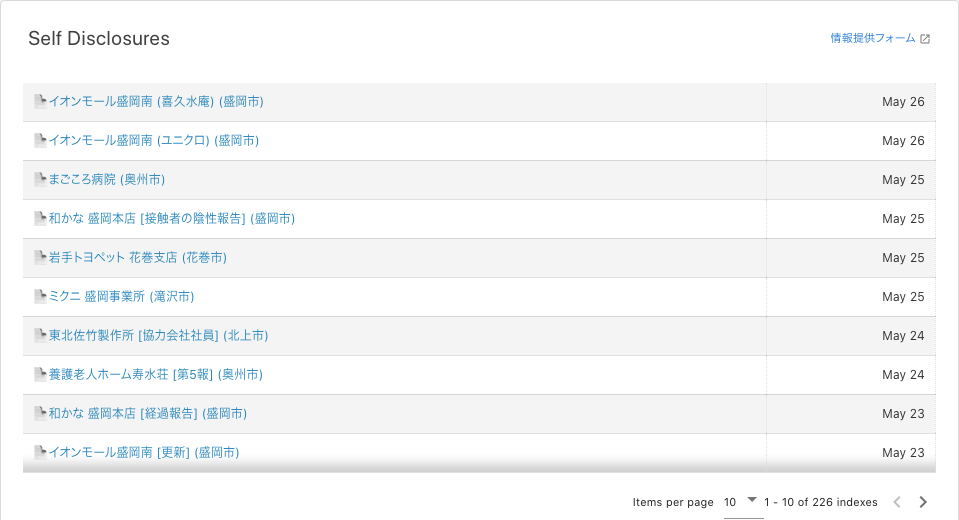 Self Disclosures
情報提供フォーム
イオンモール盛岡南 (喜久水庵) (盛岡市) May 26
イオンモール盛岡南 (ユニクロ) (盛岡市) May 26
まごころ病院 (奥州市) May 25
和かな 盛岡本店 [接触者の陰性報告] (盛岡市) May 25
岩手トヨペット 花巻支店 (花巻市) May 25
ミクニ 盛岡事業所 (滝沢市) May 25
東北佐竹製作所 [協力会社社員] (北上市) May 24
養護老人ホーム寿水荘 [第5報] (奥州市) May 24
和かな 盛岡本店 [経過報告] (盛岡市) May 23
イオンモール盛岡南 [更新] (盛岡市) May 23
Items per page 10 1 - 10 of 226 indexes